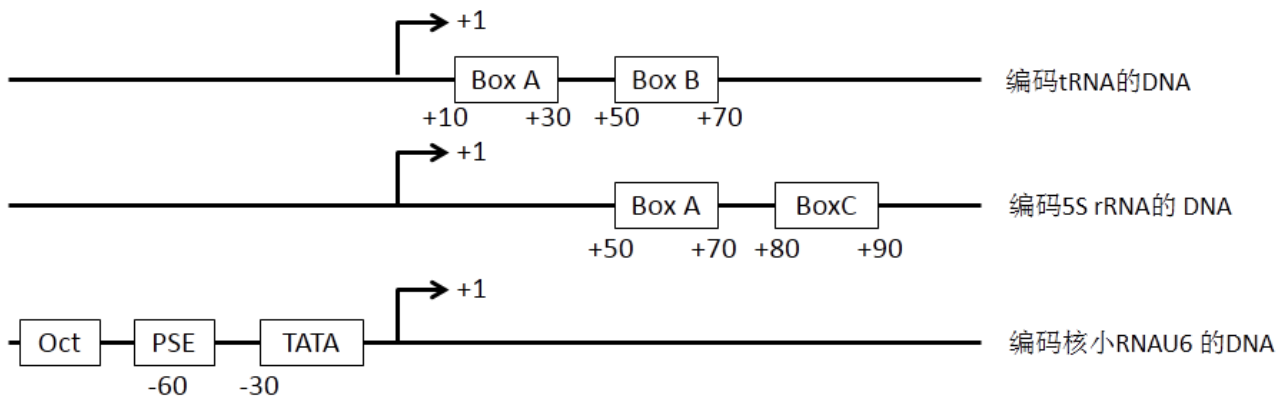 +1
Box A Box B 编码tRNA的DNA
+10 +30 +50 +70
+1
Box A BoxC 编码5S rRNA的 DNA
+50 +70 +80 +90
+1
Oct PSE TATA 编码核小RNAU6 的DNA
-60 -30